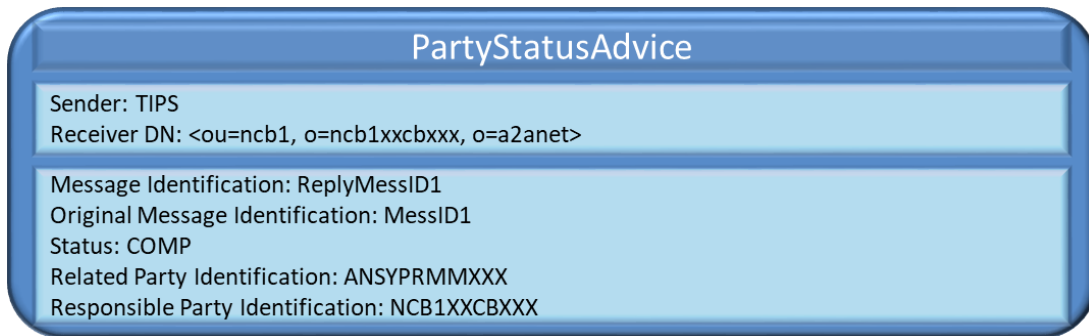 PartyStatusAdvice
Sender: TIPS
Receiver DN: <ou=ncb1, o=ncb1xxcbxxx, o=a2anet>
Message Identification: ReplyMessID1
Original Message Identification: MessID1
Status: COMP
Related Party Identification: ANSYPRMMXXX
Responsible Party Identification: NCB1XXCBXXX